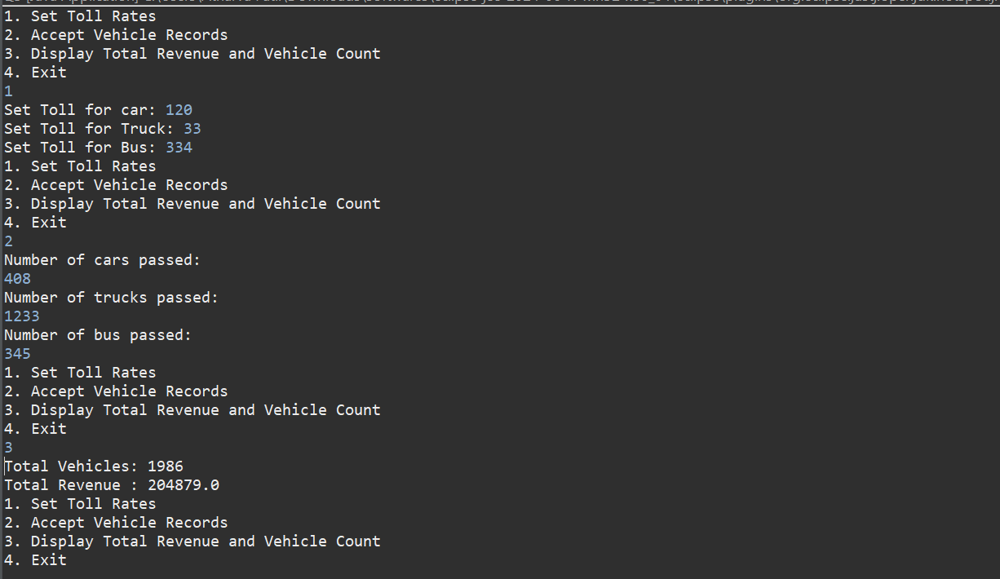 1. Set Toll Rates
2. Accept Vehicle Records
3. Display Total Revenue and Vehicle Count
4. Exit
1
Set Toll for car: 120
Set Toll for Truck: 33
Set Toll for Bus: 334
1. Set Toll Rates
2. Accept Vehicle Records
3. Display Total Revenue and Vehicle Count
4. Exit
2
Number of cars passed:
408
Number of trucks passed:
1233
Number of bus passed:
345
1. Set Toll Rates
2. Accept Vehicle Records
3. Display Total Revenue and Vehicle Count
4. Exit
3
Total Vehicles: 1986
Total Revenue : 204879.0
1. Set Toll Rates
2. Accept Vehicle Records
3. Display Total Revenue and Vehicle Count
4. Exit